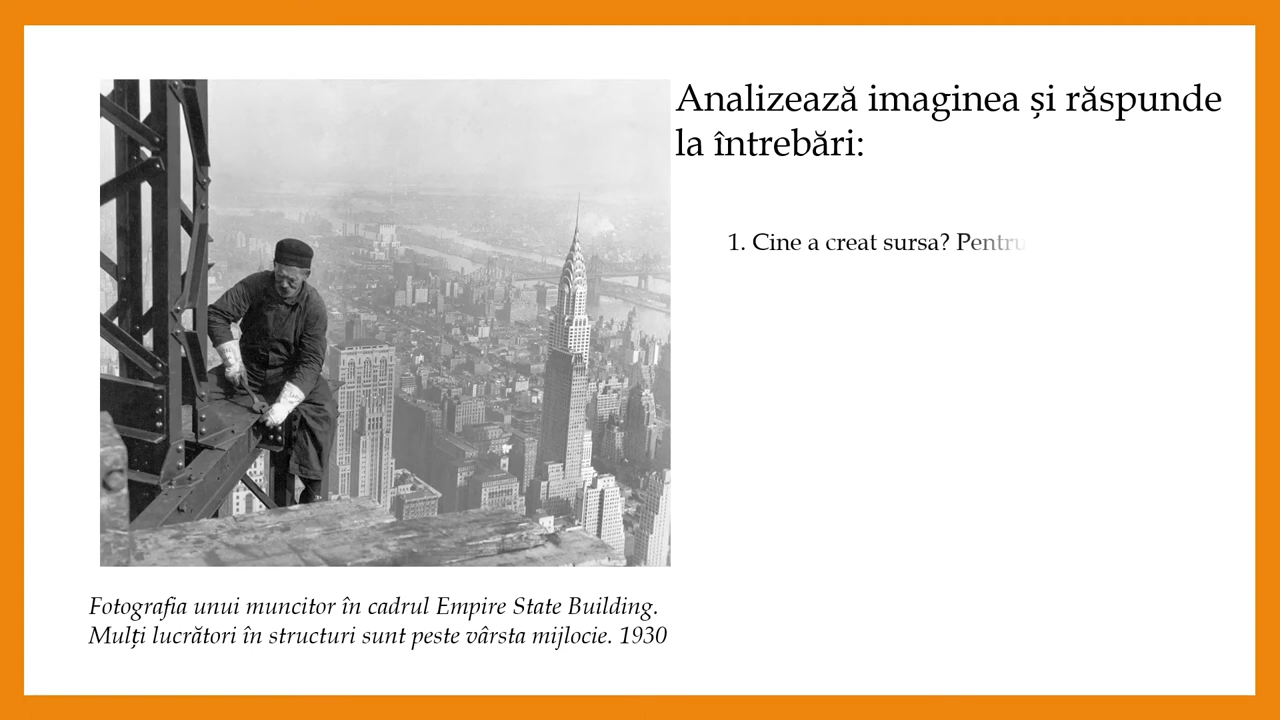 Analizează imaginea și răspunde
la întrebări:
1. Cine a creat sursa? Pentru
Fotografia unui muncitor în cadrul Empire State Building.
Mulți lucrători în structuri sunt peste vârsta mijlocie. 1930